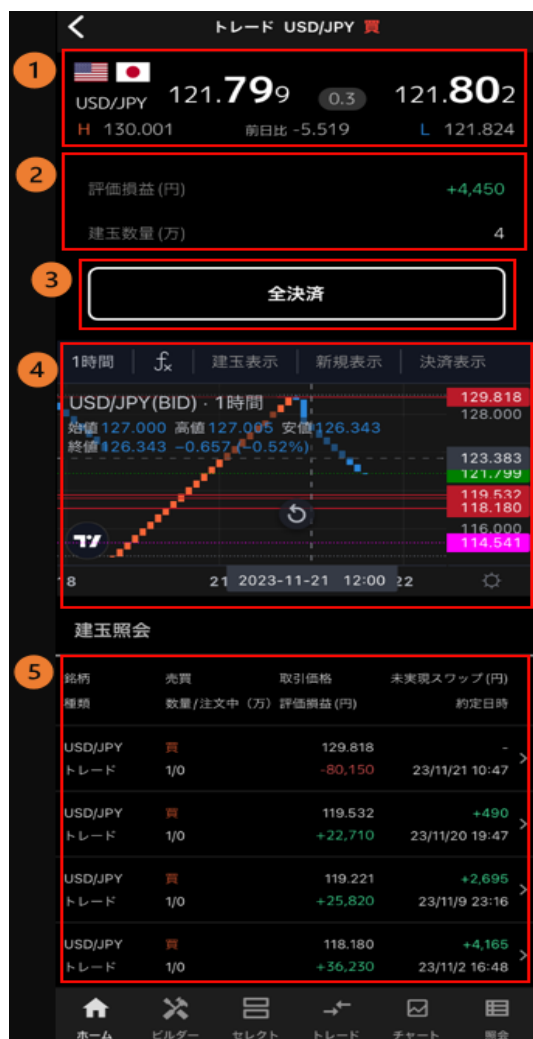 トレード USD/JPY 買
1
USD/JPY 121.799 0.3 121.802
H 130.001 前日比 -5.519 L 121.824
2
評価損益(円) +4,450
建玉数量(万) 4
3
全決済
4
1時間 fx 建玉表示 新規表示 決済表示
USD/JPY(BID)・1時間
始値127.000 高値127.005 安値126.343
終値126.343 -0.657 (-0.52%)
129.818
128.000
123.383
121.799
119.532
118.180
116.000
114.541
18 21 2023-11-21 12:00 22
建玉照会
5
銘柄 売買 取引価格 未実現スワップ(円)
種類 数量/注文中(万) 評価損益(円) 約定日時
USD/JPY 買 129.818 -
トレード 1/0 -80,150 23/11/21 10:47
USD/JPY 買 119.532 +490
トレード 1/0 +22,710 23/11/20 19:47
USD/JPY 買 119.221 +2,695
トレード 1/0 +25,820 23/11/9 23:16
USD/JPY 買 118.180 +4,165
トレード 1/0 +36,230 23/11/2 16:48
ホーム ビルダー セレクト トレード チャート 照会